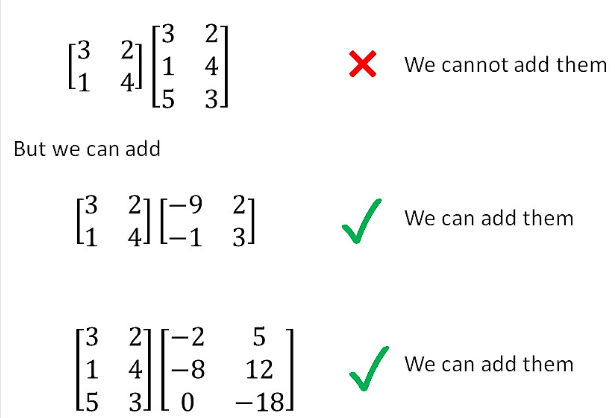 [3 2 [3 2
1 4] 1 4
5 3] We cannot add them
But we can add
[3 2 [−9 2
1 4] −1 3] We can add them
[3 2 [−2 5
1 4 −8 12
5 3] 0 −18] We can add them